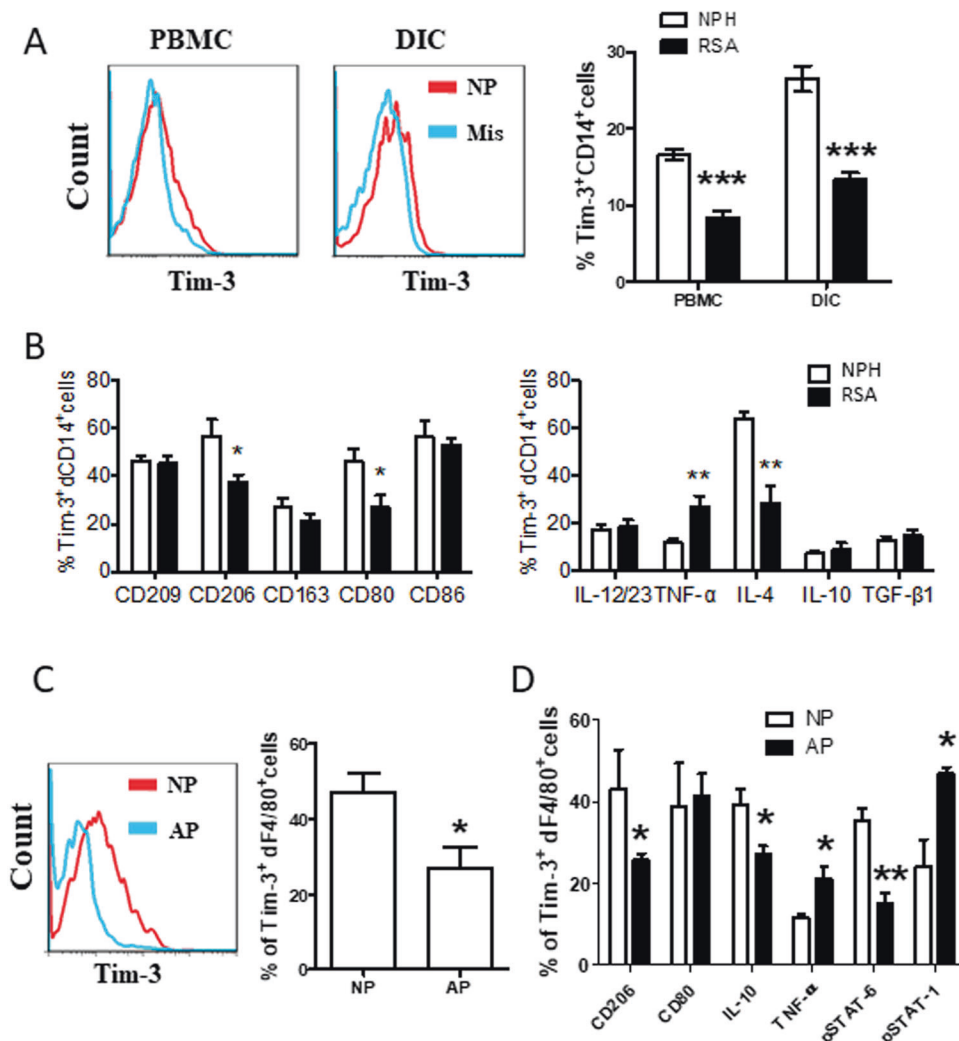 A
PBMC
DIC
NP
Mis
Count
Tim-3
Tim-3
NPH
RSA
% Tim-3+CD14+cells
30
20
10
0
***
***
PBMC
DIC
B
% Tim-3+ dCD14+cells
80
60
40
20
0
*
*
CD209 CD206 CD163 CD80 CD86
NPH
RSA
% Tim-3+ dCD14+cells
80
60
40
20
0
**
**
IL-12/23 TNF-α IL-4 IL-10 TGF-β1
C
NP
AP
Count
Tim-3
% of Tim-3+ dF4/80+cells
60
40
20
0
*
NP
AP
D
NP
AP
% of Tim-3+ dF4/80+cells
60
40
20
0
*
*
*
**
*
CD206
CD80
IL-10
TNF-α
pSTAT-6
pSTAT-1